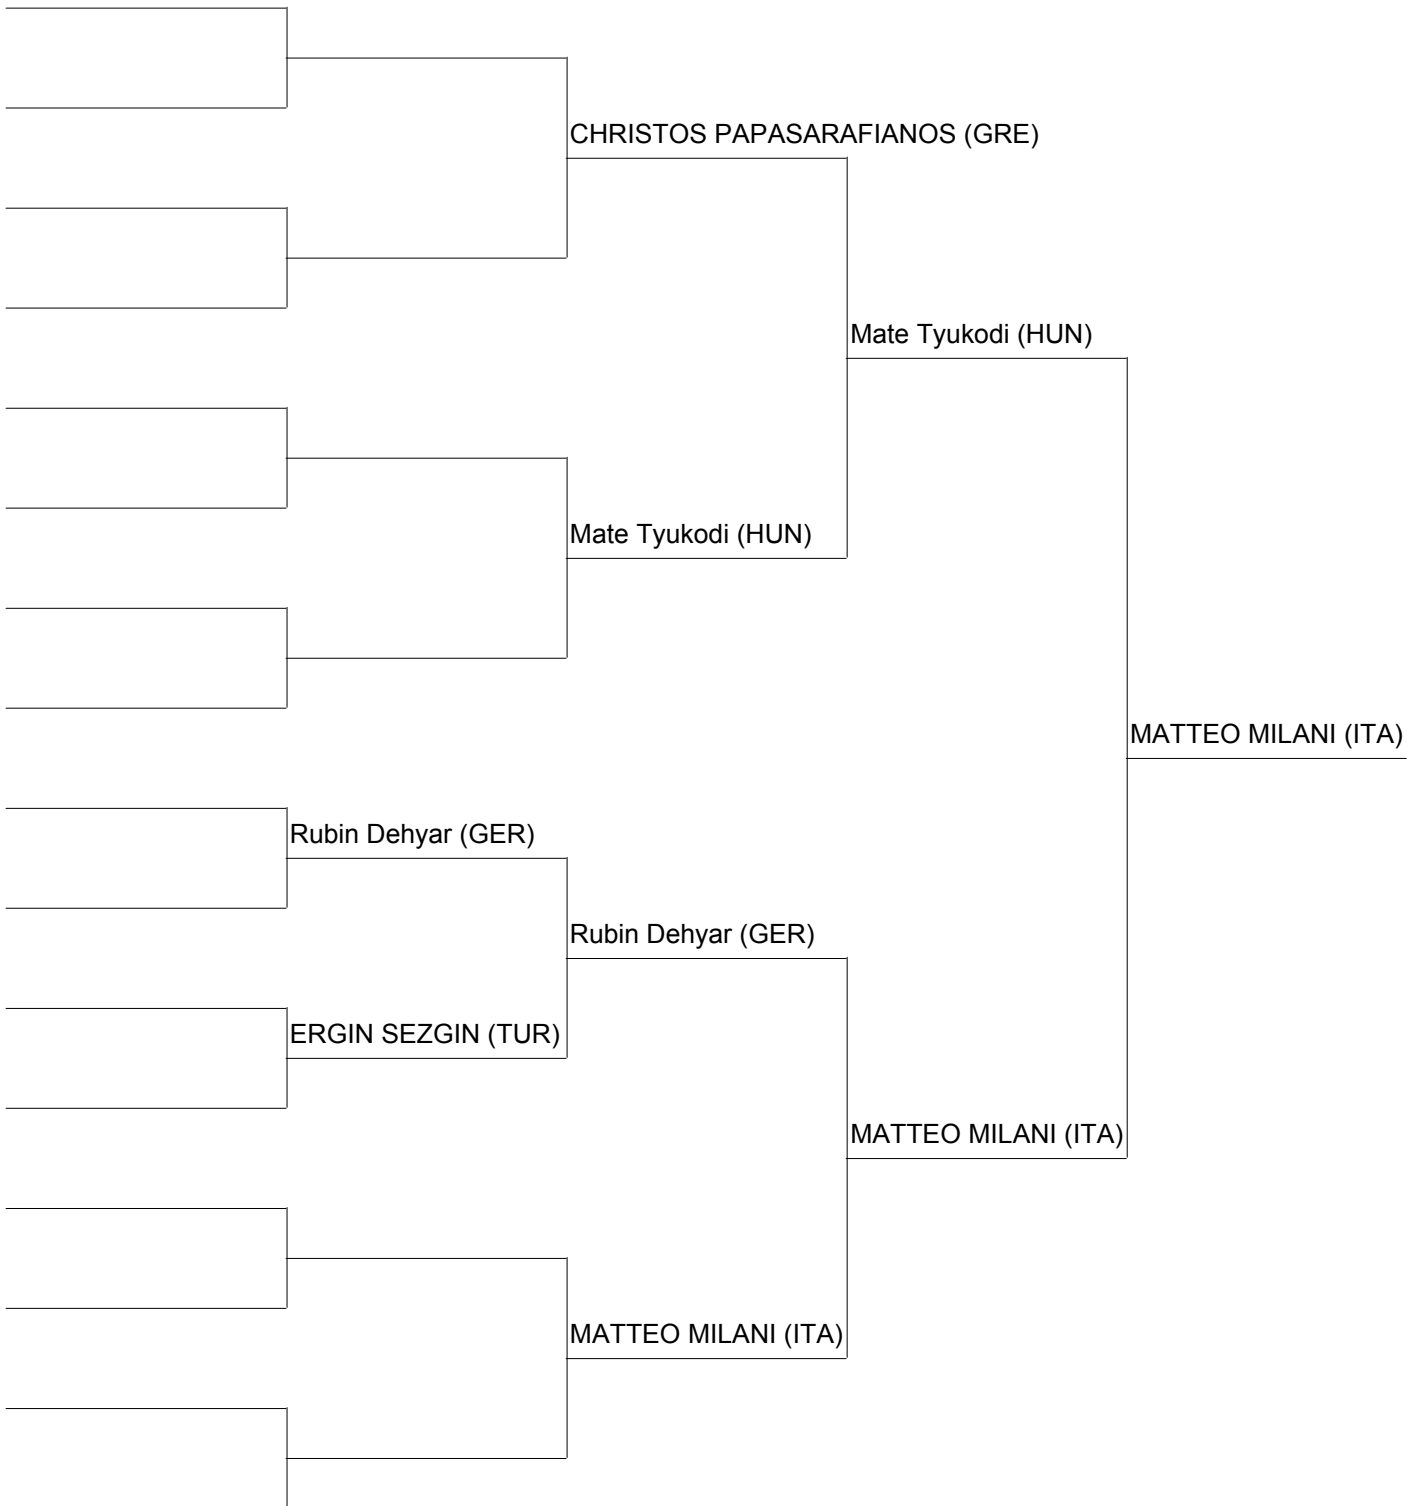 CHRISTOS PAPASARAFIANOS (GRE)
Mate Tyukodi (HUN)
Mate Tyukodi (HUN)
MATTEO MILANI (ITA)
Rubin Dehyar (GER)
Rubin Dehyar (GER)
ERGIN SEZGIN (TUR)
MATTEO MILANI (ITA)
MATTEO MILANI (ITA)